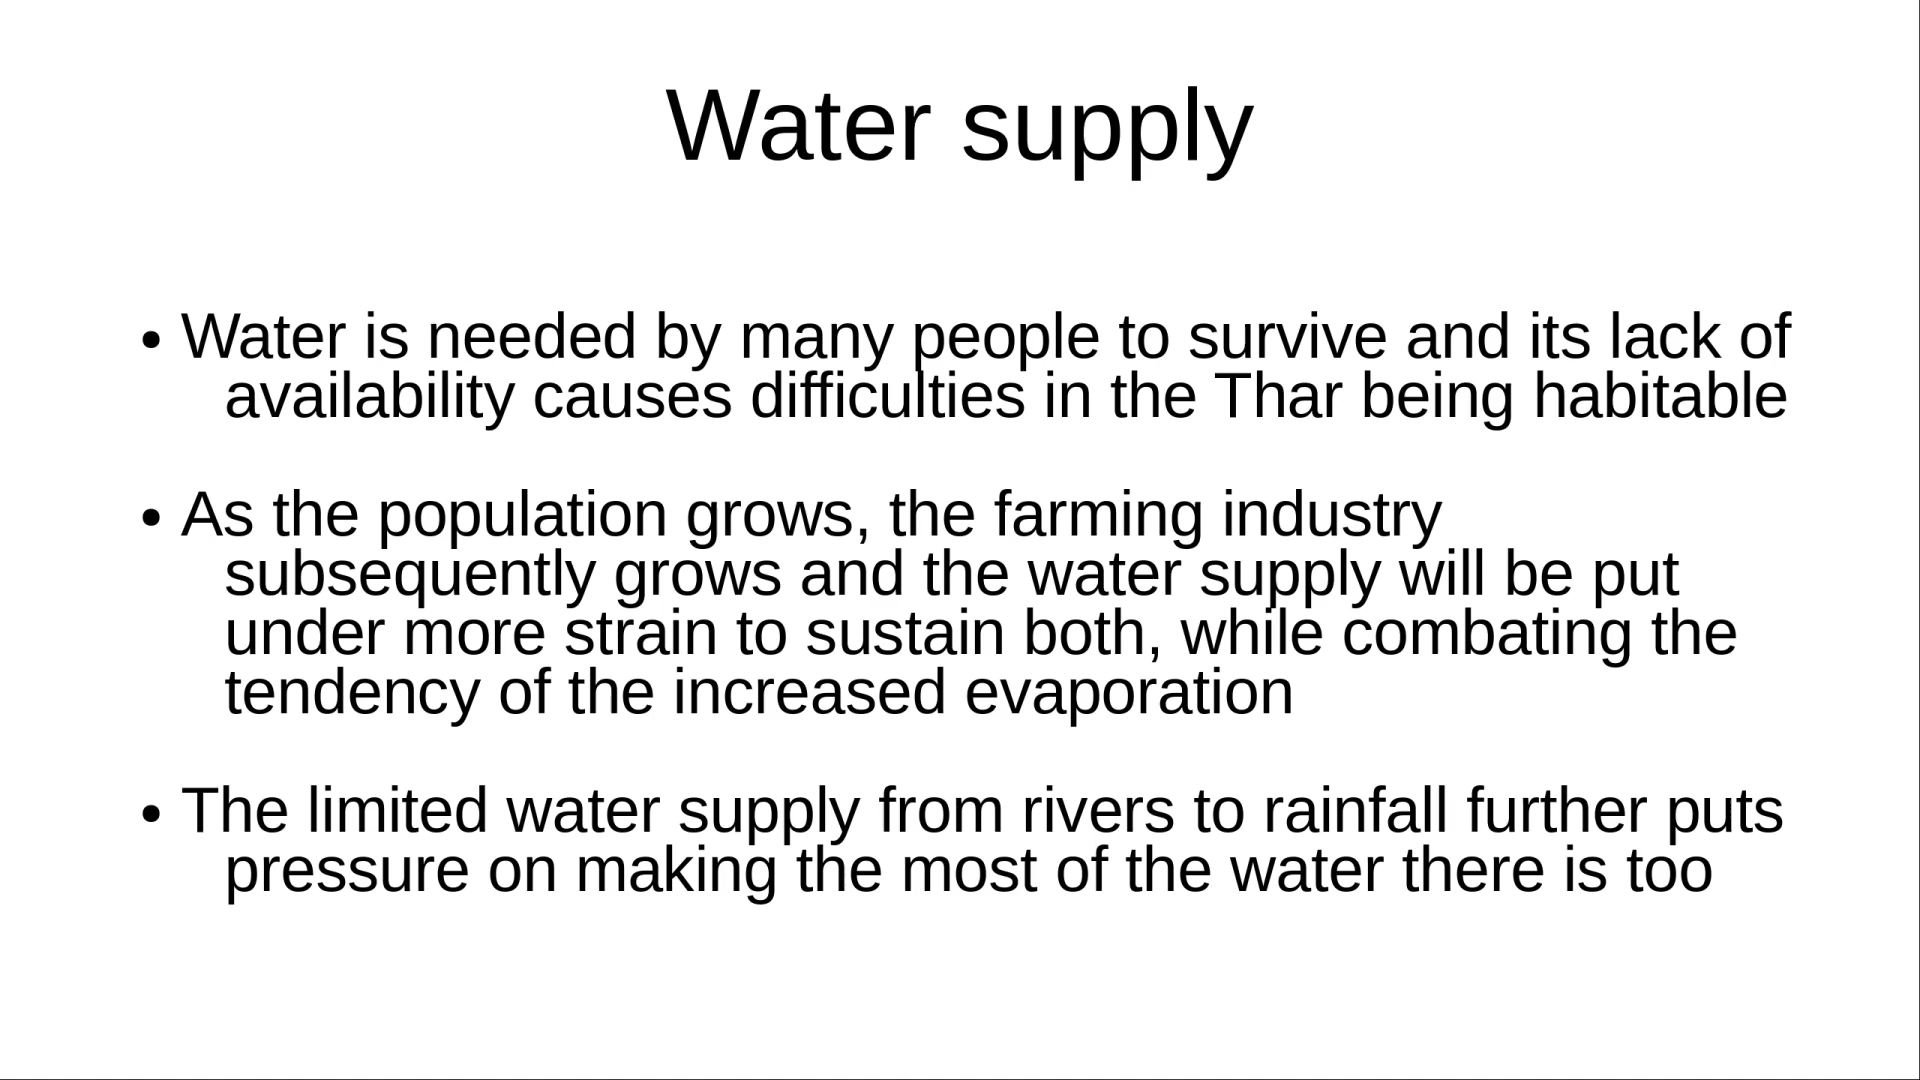 Water supply
• Water is needed by many people to survive and its lack of
availability causes difficulties in the Thar being habitable
• As the population grows, the farming industry
subsequently grows and the water supply will be put
under more strain to sustain both, while combating the
tendency of the increased evaporation
• The limited water supply from rivers to rainfall further puts
pressure on making the most of the water there is too